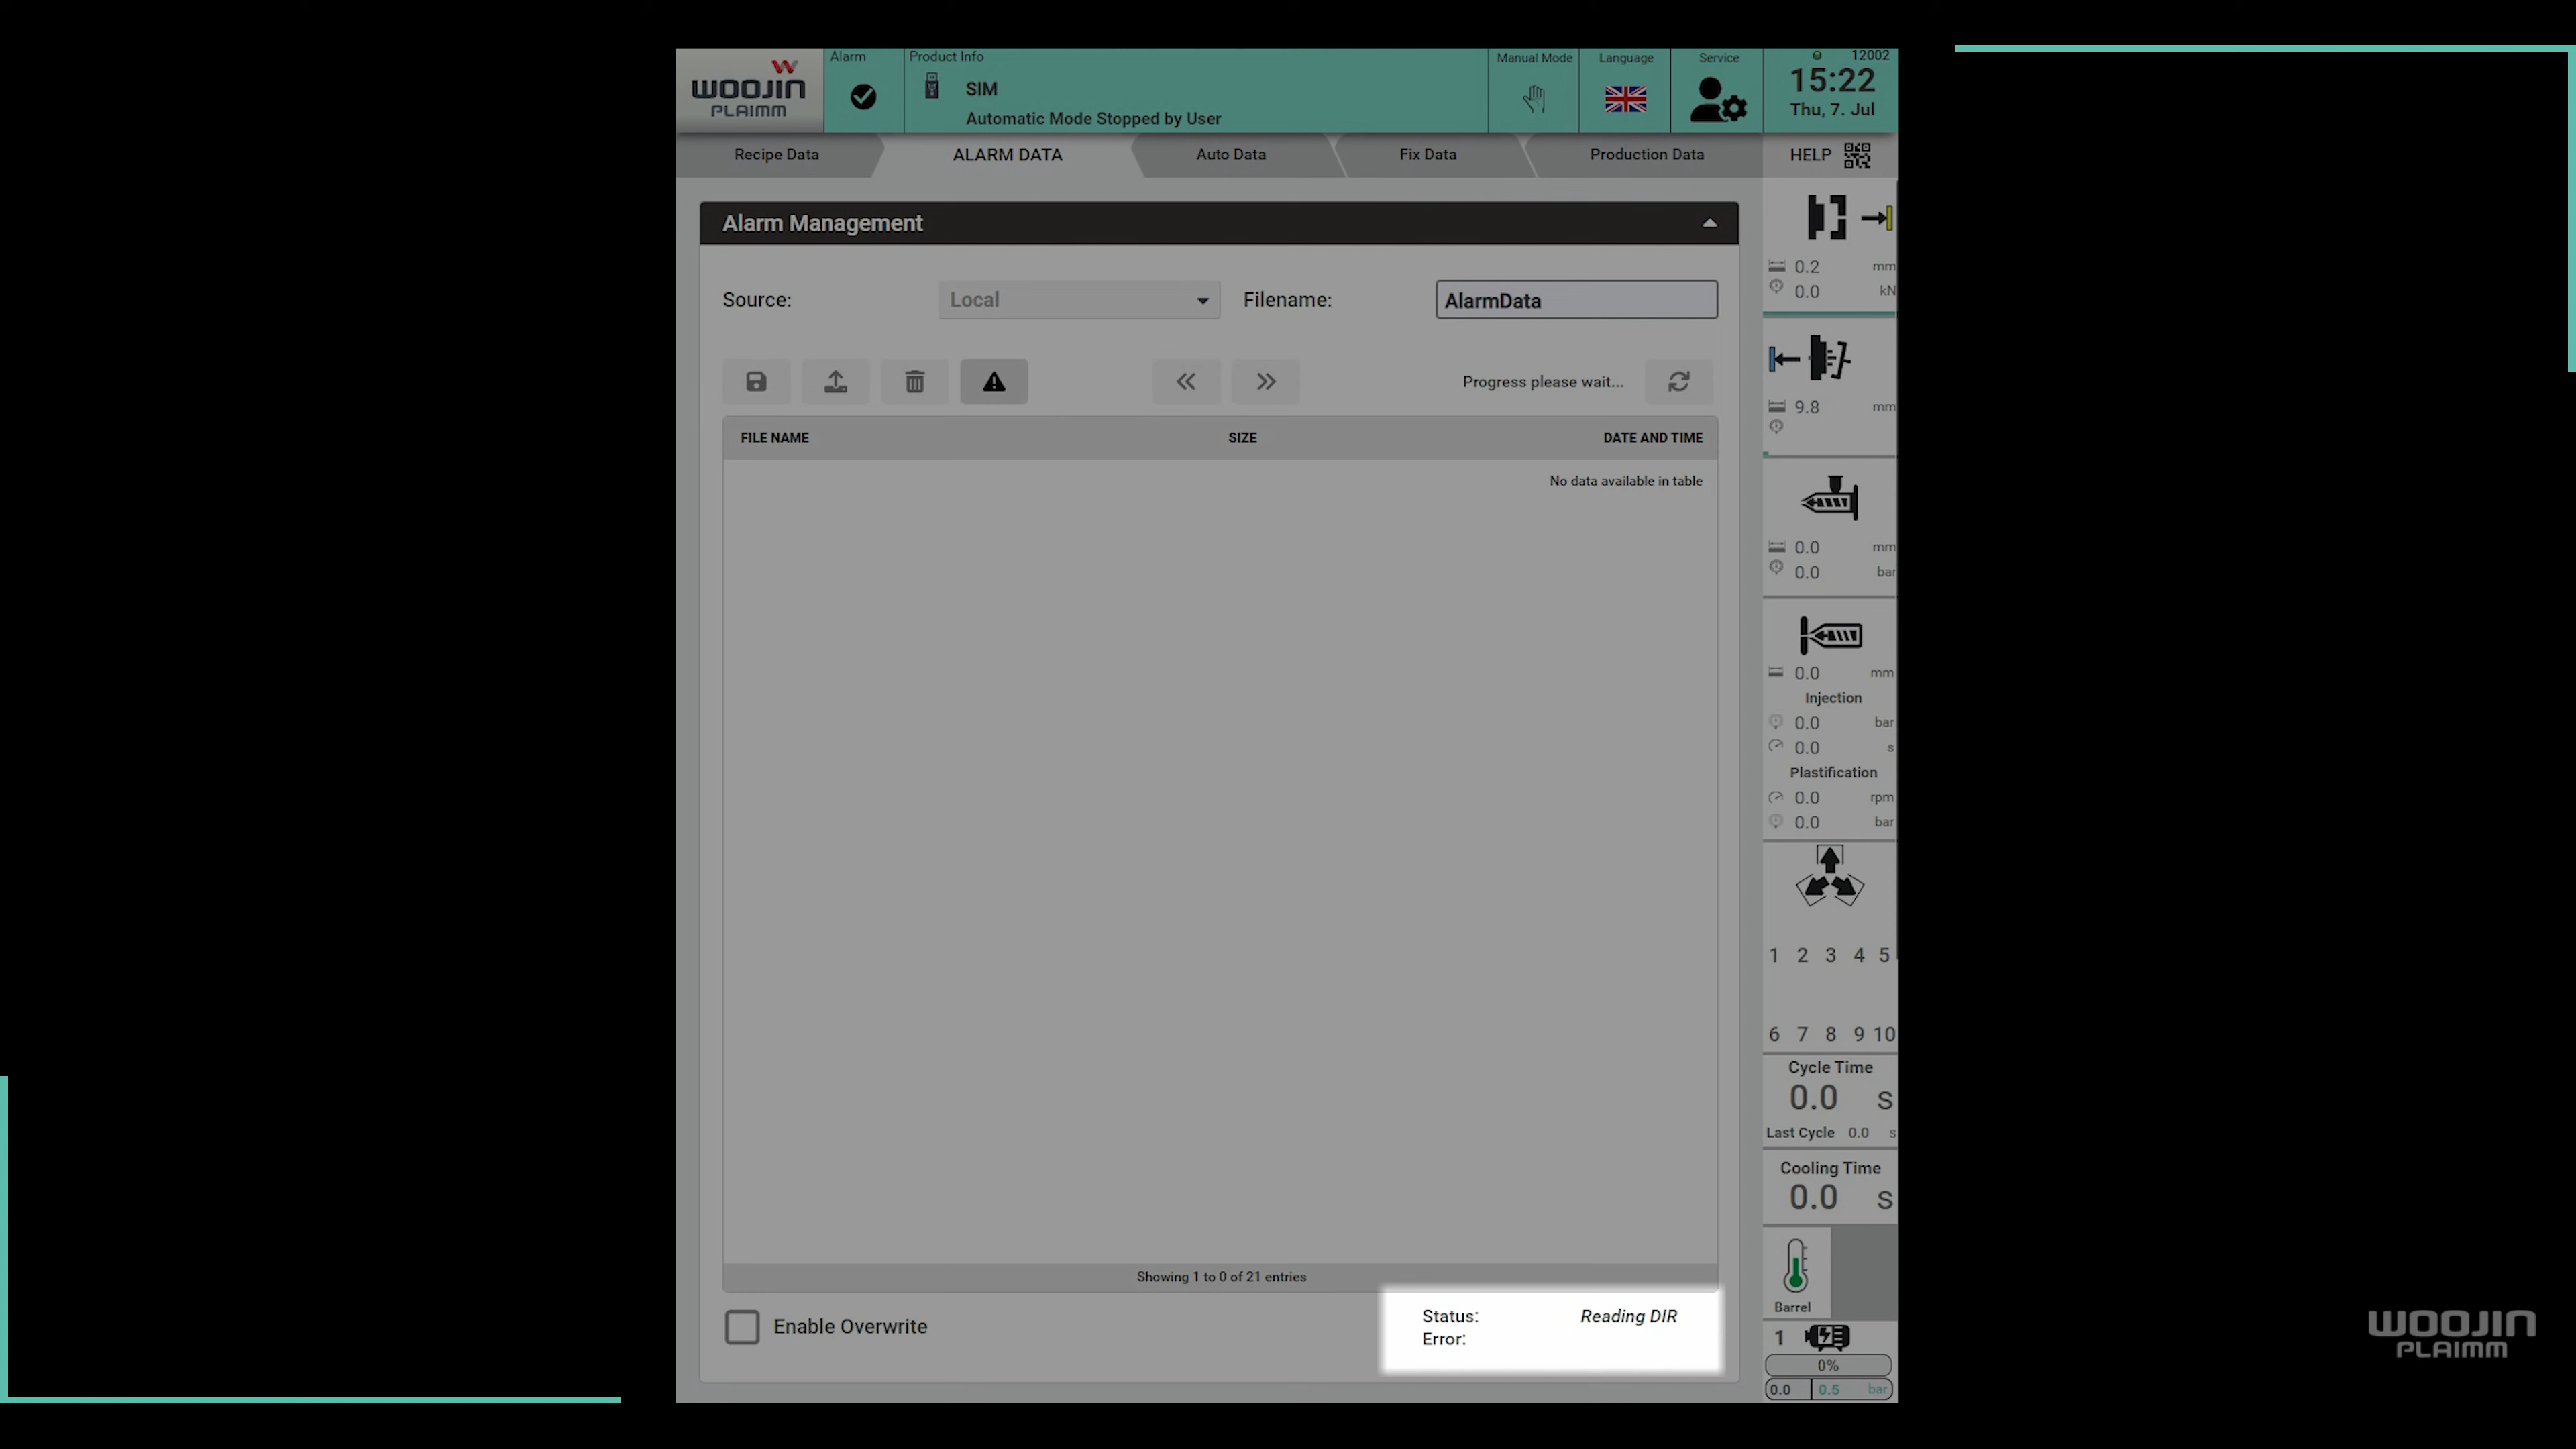 WOOJIN
PLAIMM
Alarm
Product Info
SIM
Automatic Mode Stopped by User
Manual Mode
Language
Service
12002
15:22
Thu, 7. Jul
Recipe Data
ALARM DATA
Auto Data
Fix Data
Production Data
HELP
Alarm Management
Source:
Local
Filename:
AlarmData
Progress please wait...
FILE NAME
SIZE
DATE AND TIME
No data available in table
Showing 1 to 0 of 21 entries
Enable Overwrite
Status:
Reading DIR
Error:
0.2 mm
0.0 kN
9.8 mm
0.0 mm
0.0 bar
0.0 mm
Injection
0.0 bar
0.0 s
Plastification
0.0 rpm
0.0 bar
1 2 3 4 5
6 7 8 9 10
Cycle Time
0.0 s
Last Cycle 0.0 s
Cooling Time
0.0 s
Barrel
1
0%
0.0 0.5 bar
WOOJIN
PLAIMM